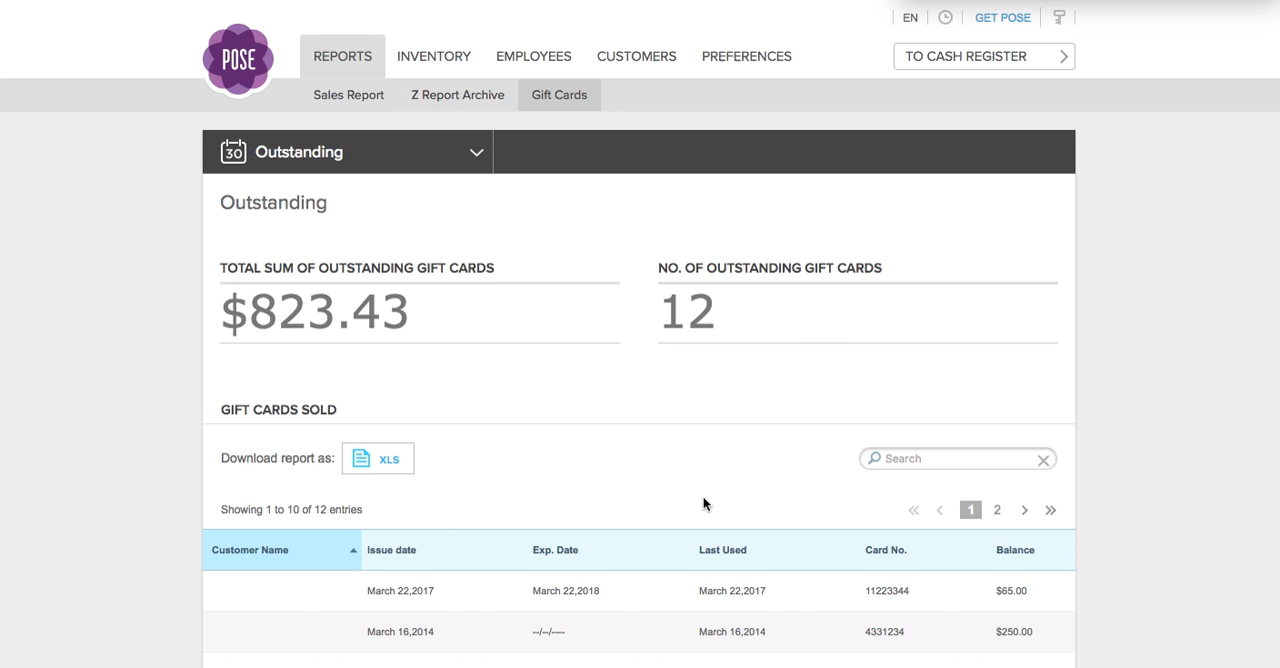 EN GET POSE
POSE
REPORTS INVENTORY EMPLOYEES CUSTOMERS PREFERENCES TO CASH REGISTER
Sales Report Z Report Archive Gift Cards
30 Outstanding
Outstanding
TOTAL SUM OF OUTSTANDING GIFT CARDS NO. OF OUTSTANDING GIFT CARDS
$823.43 12
GIFT CARDS SOLD
Download report as: XLS Search
Showing 1 to 10 of 12 entries 1 2
Customer Name Issue date Exp. Date Last Used Card No. Balance
March 22,2017 March 22,2018 March 22,2017 11223344 $65.00
March 16,2014 --/--/---- March 16,2014 4331234 $250.00